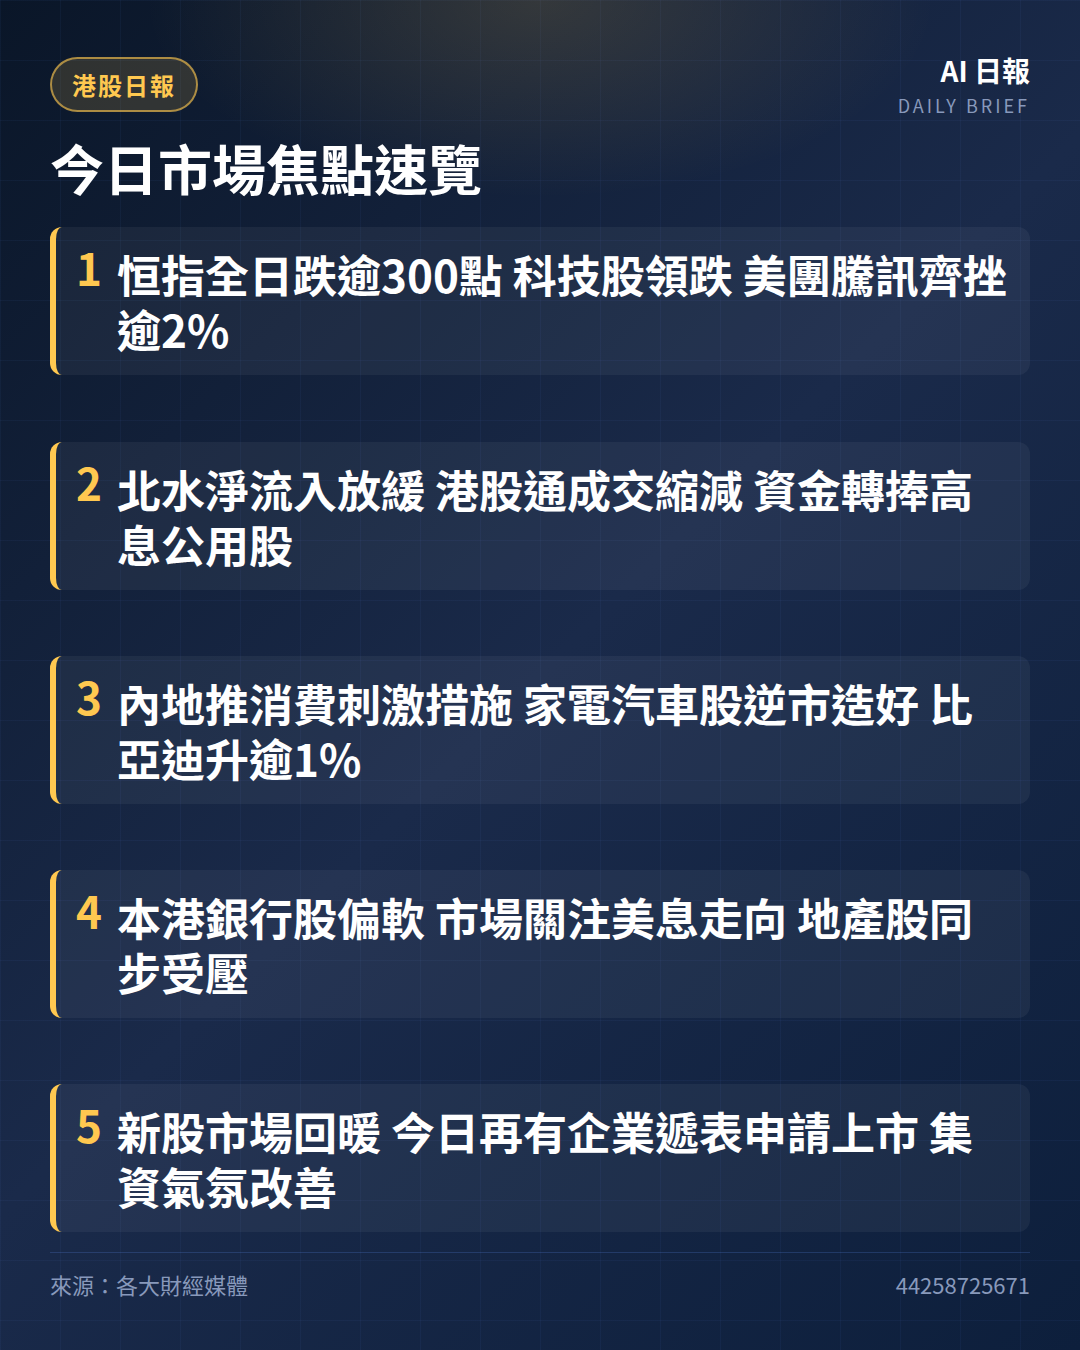 港股日報
AI 日報
DAILY BRIEF
今日市場焦點速覽
1 恒指全日跌逾300點 科技股領跌 美團騰訊齊挫
逾2%
2 北水淨流入放緩 港股通成交縮減 資金轉捧高
息公用股
3 內地推消費刺激措施 家電汽車股逆市造好 比
亞迪升逾1%
4 本港銀行股偏軟 市場關注美息走向 地產股同
步受壓
5 新股市場回暖 今日再有企業遞表申請上市 集
資氣氛改善
來源：各大財經媒體
44258725671